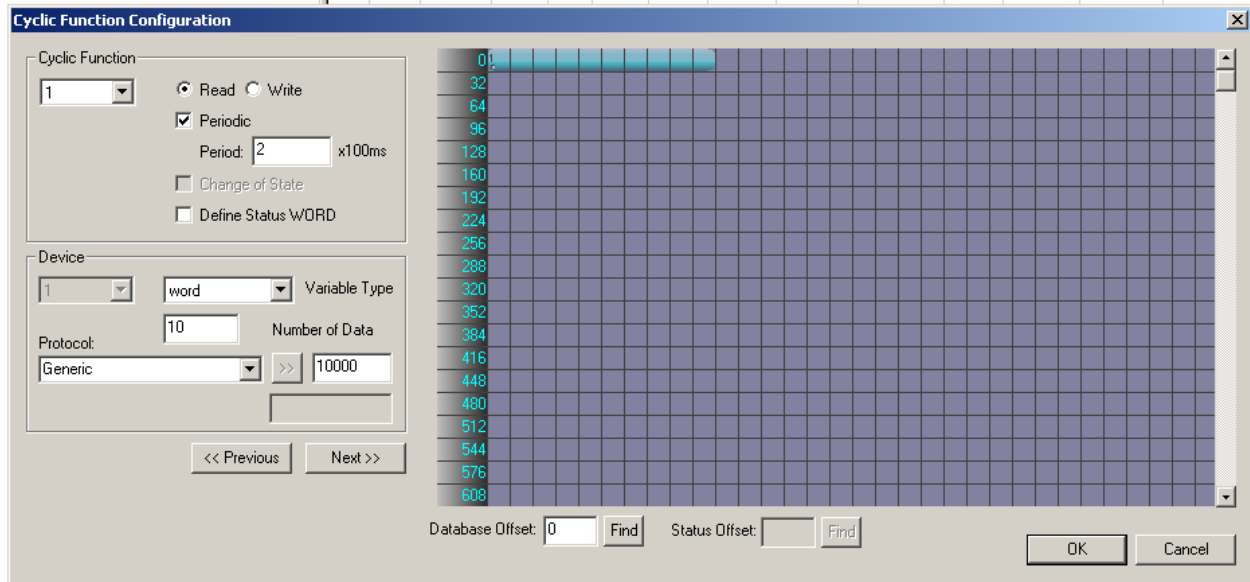 Cyclic Function Configuration
Cyclic Function
1
Read Write
Periodic
Period: 2 x100ms
Change of State
Define Status WORD
Device
1 word Variable Type
10 Number of Data
Protocol:
Generic >> 10000
<< Previous Next >>
0 1
32
64
96
128
160
192
224
256
288
320
352
384
416
448
480
512
544
576
608
Database Offset: 0 Find Status Offset: Find
OK Cancel